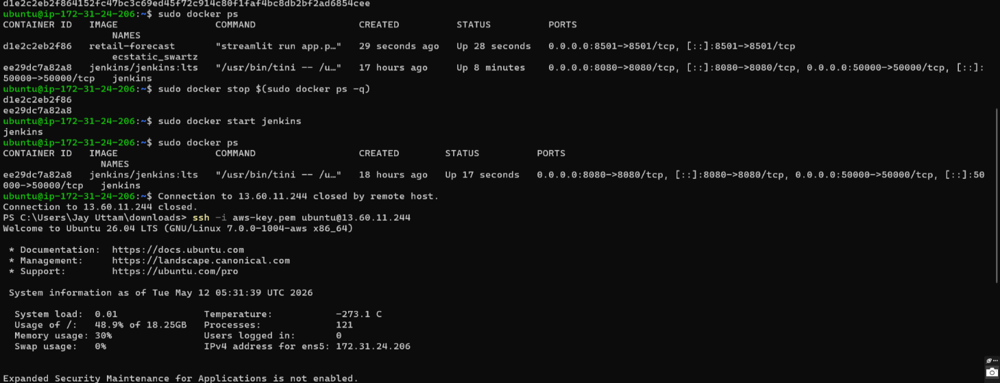 d1e2c2eb2f864152fc47bc3c69ed45f72c914c80f1faf4bc8db2bf2ad6854cee
ubuntu@ip-172-31-24-206:~$ sudo docker ps
CONTAINER ID   IMAGE                 COMMAND                  CREATED          STATUS          PORTS
                   NAMES
d1e2c2eb2f86   retail-forecast       "streamlit run app.p…"   29 seconds ago   Up 28 seconds   0.0.0.0:8501->8501/tcp, [::]:8501->8501/tcp
                   ecstatic_swartz
ee29dc7a82a8   jenkins/jenkins:lts   "/usr/bin/tini -- /u…"   17 hours ago     Up 8 minutes    0.0.0.0:8080->8080/tcp, [::]:8080->8080/tcp, 0.0.0.0:50000->50000/tcp, [::]:
50000->50000/tcp   jenkins
ubuntu@ip-172-31-24-206:~$ sudo docker stop $(sudo docker ps -q)
d1e2c2eb2f86
ee29dc7a82a8
ubuntu@ip-172-31-24-206:~$ sudo docker start jenkins
jenkins
ubuntu@ip-172-31-24-206:~$ sudo docker ps
CONTAINER ID   IMAGE                 COMMAND                  CREATED        STATUS          PORTS
                 NAMES
ee29dc7a82a8   jenkins/jenkins:lts   "/usr/bin/tini -- /u…"   18 hours ago   Up 17 seconds   0.0.0.0:8080->8080/tcp, [::]:8080->8080/tcp, 0.0.0.0:50000->50000/tcp, [::]:50
000->50000/tcp   jenkins
ubuntu@ip-172-31-24-206:~$ Connection to 13.60.11.244 closed by remote host.
Connection to 13.60.11.244 closed.
PS C:\Users\Jay Uttam\downloads> ssh -i aws-key.pem ubuntu@13.60.11.244
Welcome to Ubuntu 26.04 LTS (GNU/Linux 7.0.0-1004-aws x86_64)
 * Documentation:  https://docs.ubuntu.com
 * Management:     https://landscape.canonical.com
 * Support:        https://ubuntu.com/pro
 System information as of Tue May 12 05:31:39 UTC 2026
  System load:  0.01               Temperature:           -273.1 C
  Usage of /:   48.9% of 18.25GB   Processes:             121
  Memory usage: 30%                Users logged in:       0
  Swap usage:   0%                 IPv4 address for ens5: 172.31.24.206
Expanded Security Maintenance for Applications is not enabled.